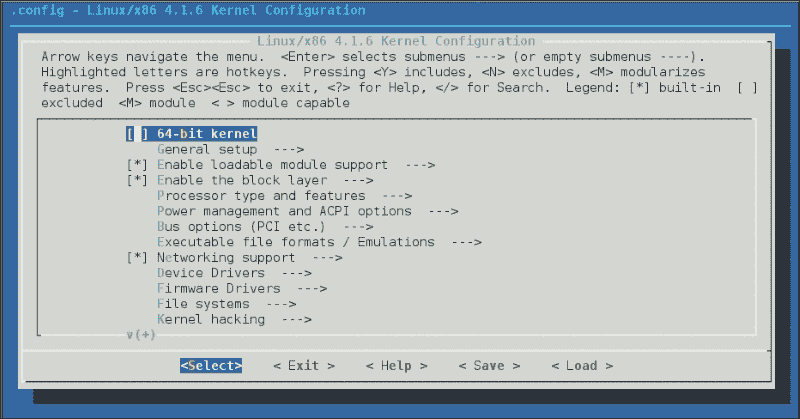 .config - Linux/x86 4.1.6 Kernel Configuration
Linux/x86 4.1.6 Kernel Configuration
Arrow keys navigate the menu.  <Enter> selects submenus ---> (or empty submenus ----).
Highlighted letters are hotkeys.  Pressing <Y> includes, <N> excludes, <M> modularizes
features.  Press <Esc><Esc> to exit, <?> for Help, </> for Search.  Legend: [*] built-in  [ ]
excluded  <M> module  < > module capable
[ ] 64-bit kernel
General setup  --->
[*] Enable loadable module support  --->
[*] Enable the block layer  --->
Processor type and features  --->
Power management and ACPI options  --->
Bus options (PCI etc.)  --->
Executable file formats / Emulations  --->
[*] Networking support  --->
Device Drivers  --->
Firmware Drivers  --->
File systems  --->
Kernel hacking  --->
v(+)
<Select>    < Exit >    < Help >    < Save >    < Load >